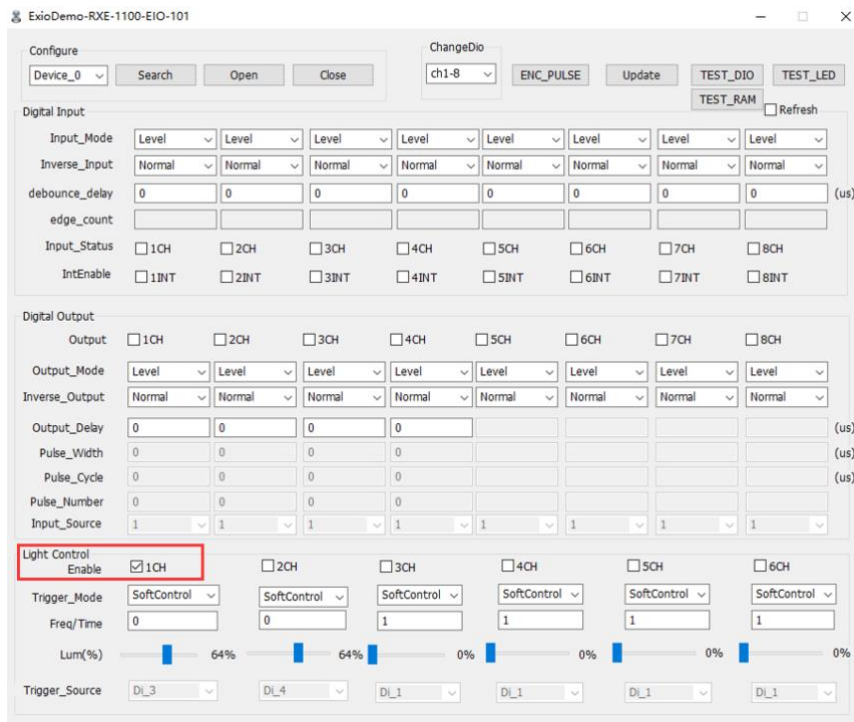 ExioDemo-RXE-1100-EIO-101
Configure
Device_0 Search Open Close
ChangeDio
ch1-8 ENC_PULSE Update TEST_DIO TEST_LED
TEST_RAM Refresh
Digital Input
Input_Mode Level Level Level Level Level Level Level Level
Inverse_Input Normal Normal Normal Normal Normal Normal Normal Normal
debounce_delay 0 0 0 0 0 0 0 0 (us)
edge_count
Input_Status 1CH 2CH 3CH 4CH 5CH 6CH 7CH 8CH
IntEnable 1INT 2INT 3INT 4INT 5INT 6INT 7INT 8INT
Digital Output
Output 1CH 2CH 3CH 4CH 5CH 6CH 7CH 8CH
Output_Mode Level Level Level Level Level Level Level Level
Inverse_Output Normal Normal Normal Normal Normal Normal Normal Normal
Output_Delay 0 0 0 0 (us)
Pulse_Width 0 0 0 0 (us)
Pulse_Cycle 0 0 0 0 (us)
Pulse_Number 0 0 0 0
Input_Source 1 1 1 1 1 1 1 1
Light Control
Enable 1CH 2CH 3CH 4CH 5CH 6CH
Trigger_Mode SoftControl SoftControl SoftControl SoftControl SoftControl SoftControl
Freq/Time 0 0 1 1 1 1
Lum(%) 64% 64% 0% 0% 0% 0%
Trigger_Source Di_3 Di_4 Di_1 Di_1 Di_1 Di_1